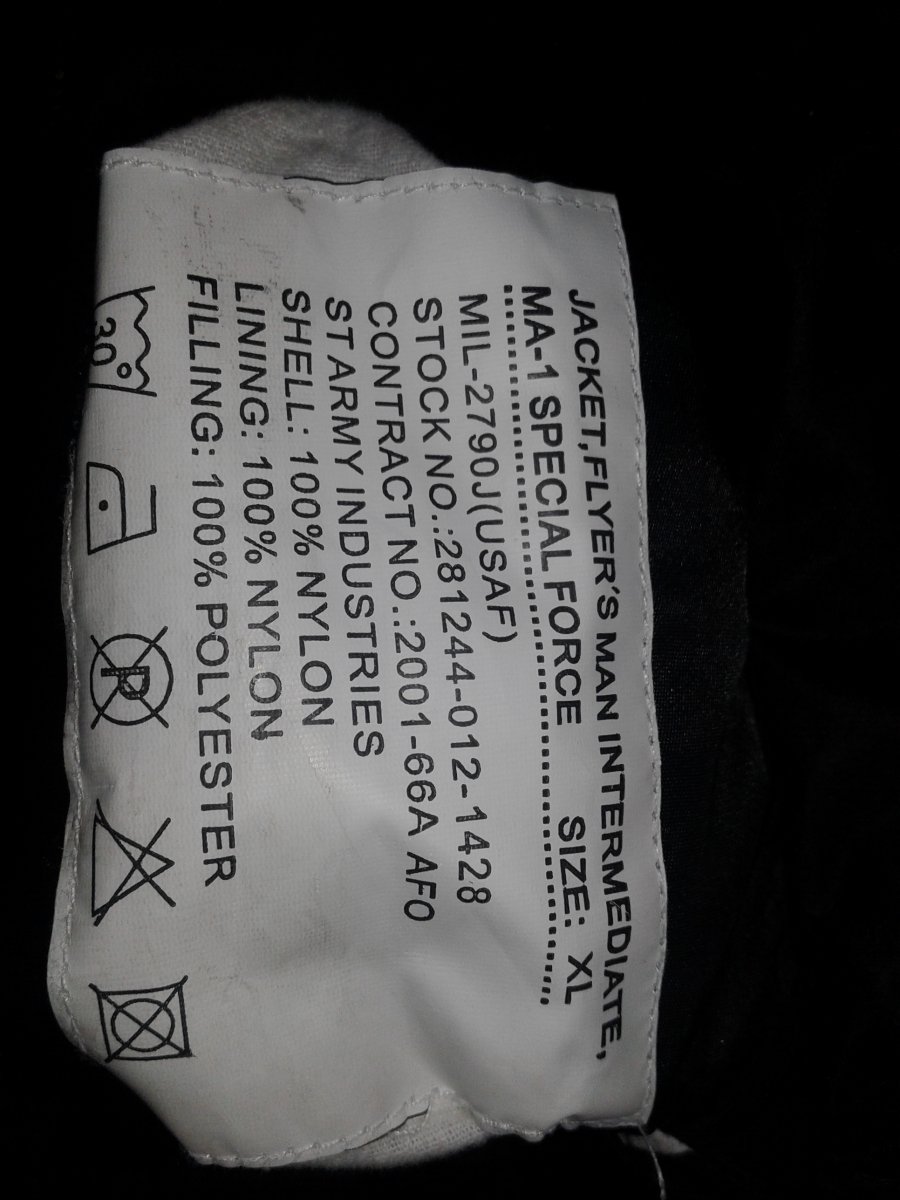 JACKET,FLYER'S MAN INTERMEDIATE,
MA-1 SPECIAL FORCE SIZE: XL
MIL-2790J(USAF)
STOCK NO.:281244-012-1428
CONTRACT NO.:2001-66A AF0
STARMY INDUSTRIES
SHELL: 100% NYLON
LINING: 100% NYLON
FILLING: 100% POLYESTER
30° P